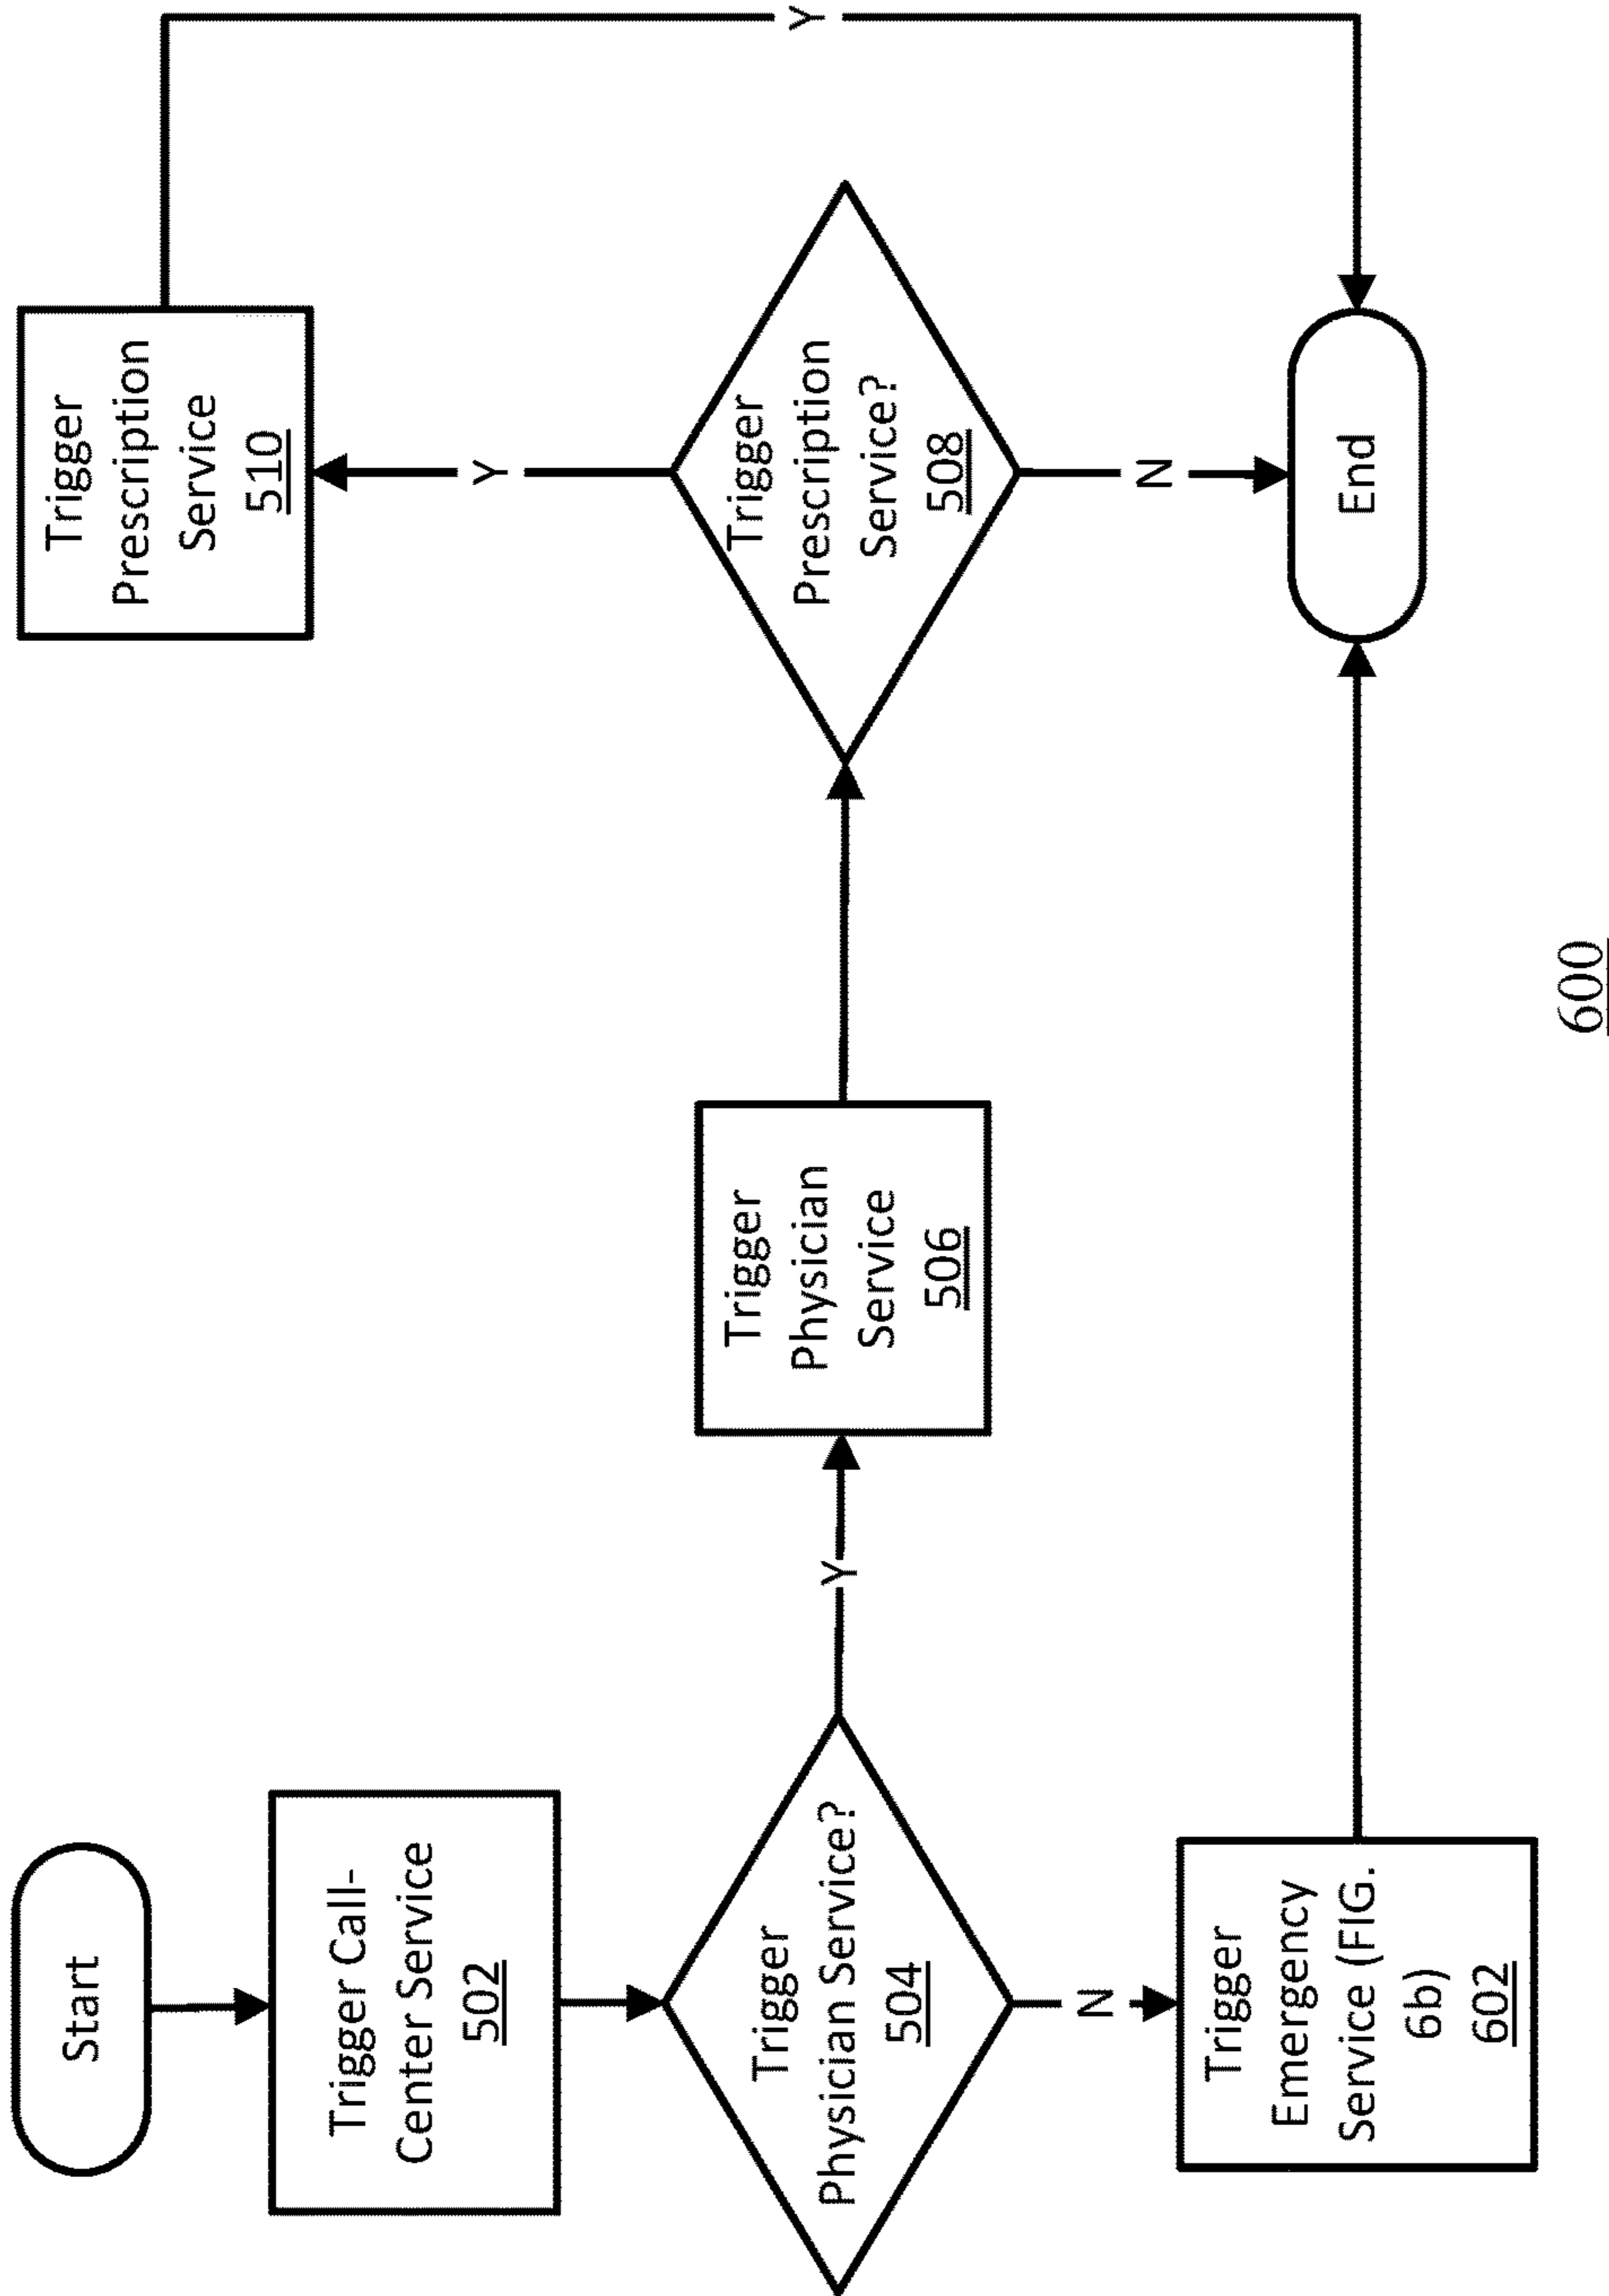 Start
Trigger Call-
Center Service
502
Trigger
Physician Service?
504
Y
N
Trigger
Physician
Service
506
Trigger
Emergency
Service (FIG.
6b)
602
Trigger
Prescription
Service?
508
Y
N
Trigger
Prescription
Service
510
Y
End
600